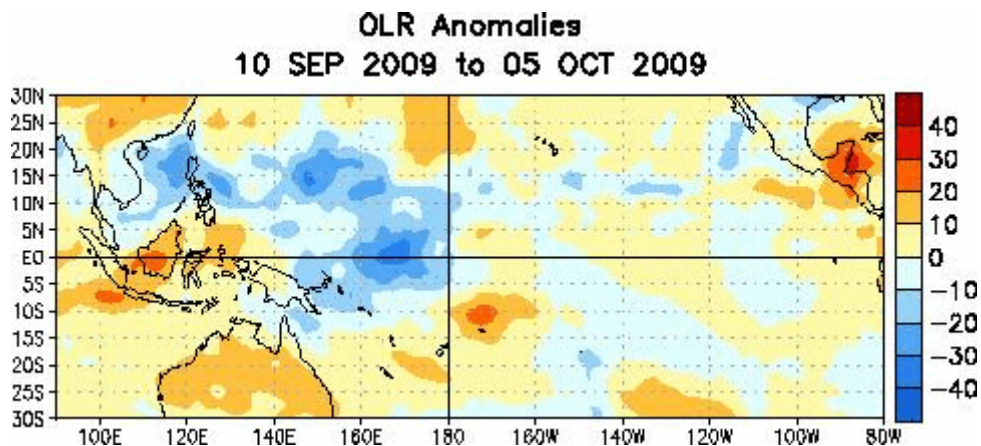 OLR Anomalies
10 SEP 2009 to 05 OCT 2009
30N
25N
20N
15N
10N
5N
EQ
5S
10S
15S
20S
25S
30S
100E 120E 140E 160E 180 160W 140W 120W 100W 80W
40
30
20
10
0
-10
-20
-30
-40